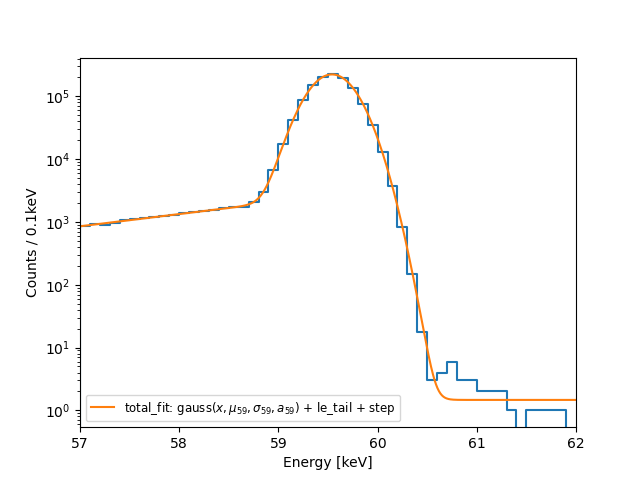 10⁵
10⁴
10³
10²
10¹
10⁰
Counts / 0.1keV
total_fit: gauss(x, μ₅₉, σ₅₉, a₅₉) + le_tail + step
57 58 59 60 61 62
Energy [keV]